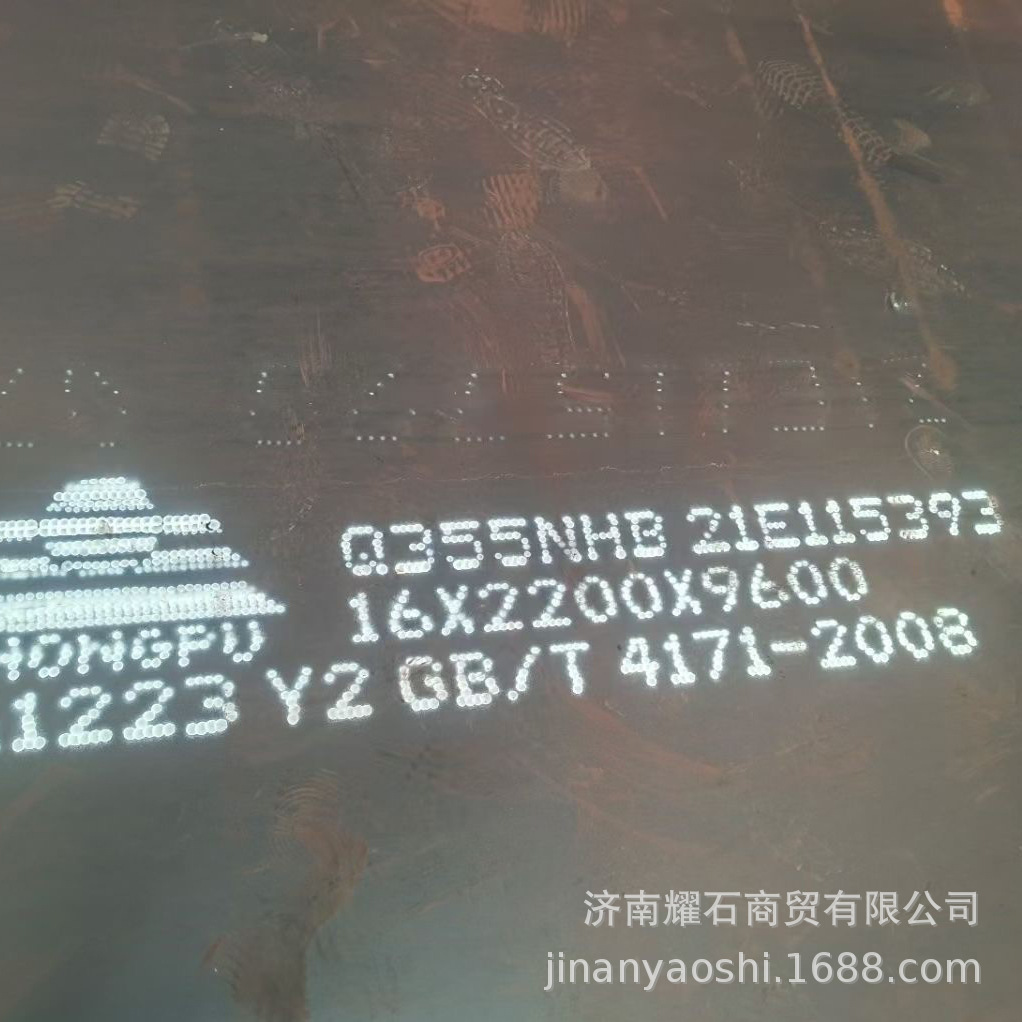 Q355NHB 21E115393
16X2200X9600
HONGPU
1223 Y2 GB/T 4171-2008
济南耀石商贸有限公司
jinanyaoshi.1688.com